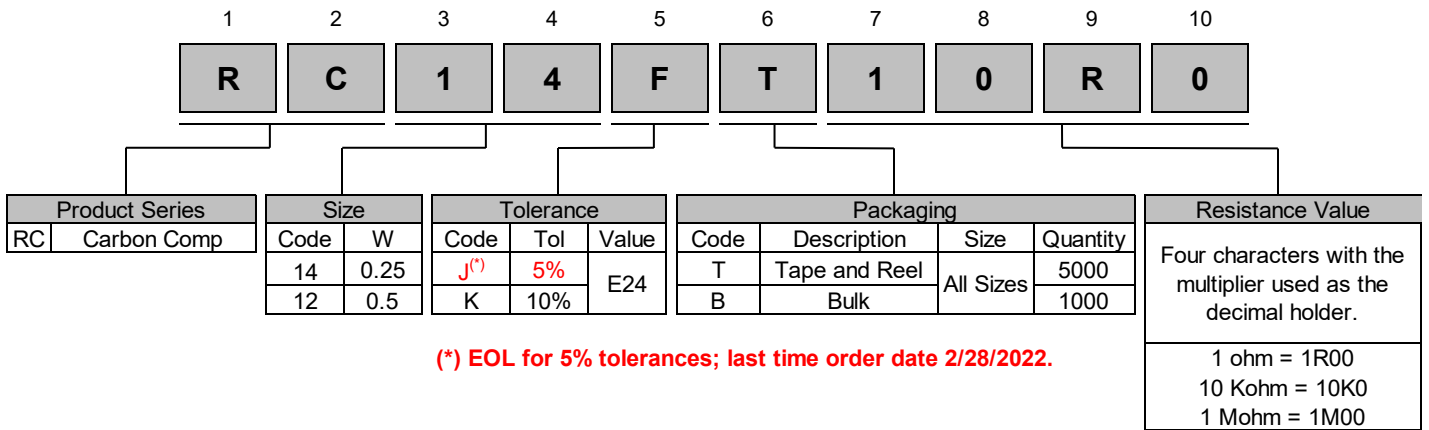 1 2 3 4 5 6 7 8 9 10
R C 1 4 F T 1 0 R 0
Product Series
RC Carbon Comp
Size
Code W
14 0.25
12 0.5
Tolerance
Code Tol Value
J(*) 5% E24
K 10%
Packaging
Code Description Size Quantity
T Tape and Reel All Sizes 5000
B Bulk 1000
Resistance Value
Four characters with the
multiplier used as the
decimal holder.
1 ohm = 1R00
10 Kohm = 10K0
1 Mohm = 1M00
(*) EOL for 5% tolerances; last time order date 2/28/2022.